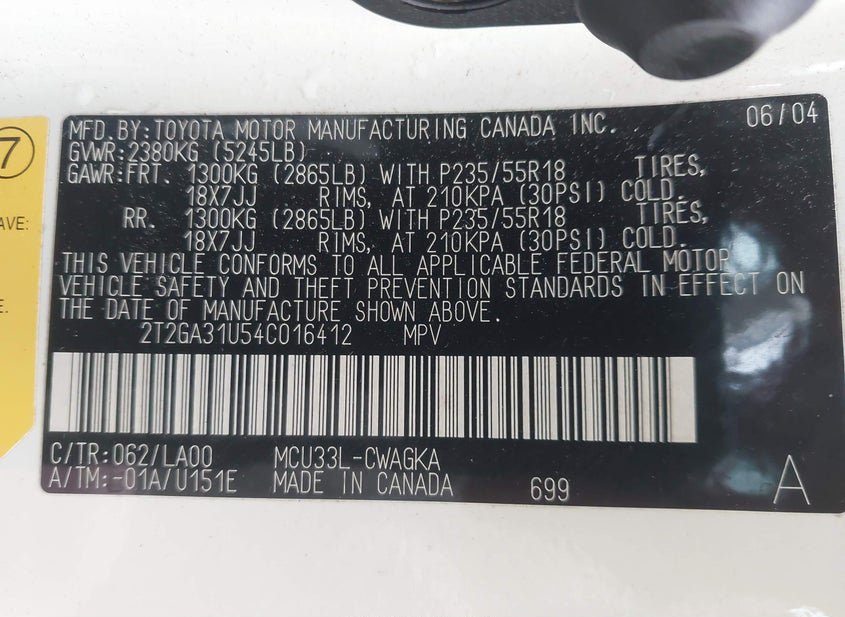 06/04
MFD. BY: TOYOTA MOTOR MANUFACTURING CANADA INC.
GVWR: 2380KG (5245LB)
GAWR: FRT. 1300KG (2865LB) WITH P235/55R18 TIRES,
18X7JJ RIMS, AT 210KPA (30PSI) COLD.
RR. 1300KG (2865LB) WITH P235/55R18 TIRES,
18X7JJ RIMS, AT 210KPA (30PSI) COLD.
THIS VEHICLE CONFORMS TO ALL APPLICABLE FEDERAL MOTOR
VEHICLE SAFETY AND THEFT PREVENTION STANDARDS IN EFFECT ON
THE DATE OF MANUFACTURE SHOWN ABOVE.
2T2GA31U54C016412 MPV
C/TR: 062/LA00 MCU33L-CWAGKA
A/TM: -01A/U151E MADE IN CANADA 699 A
7
AVE:
E.